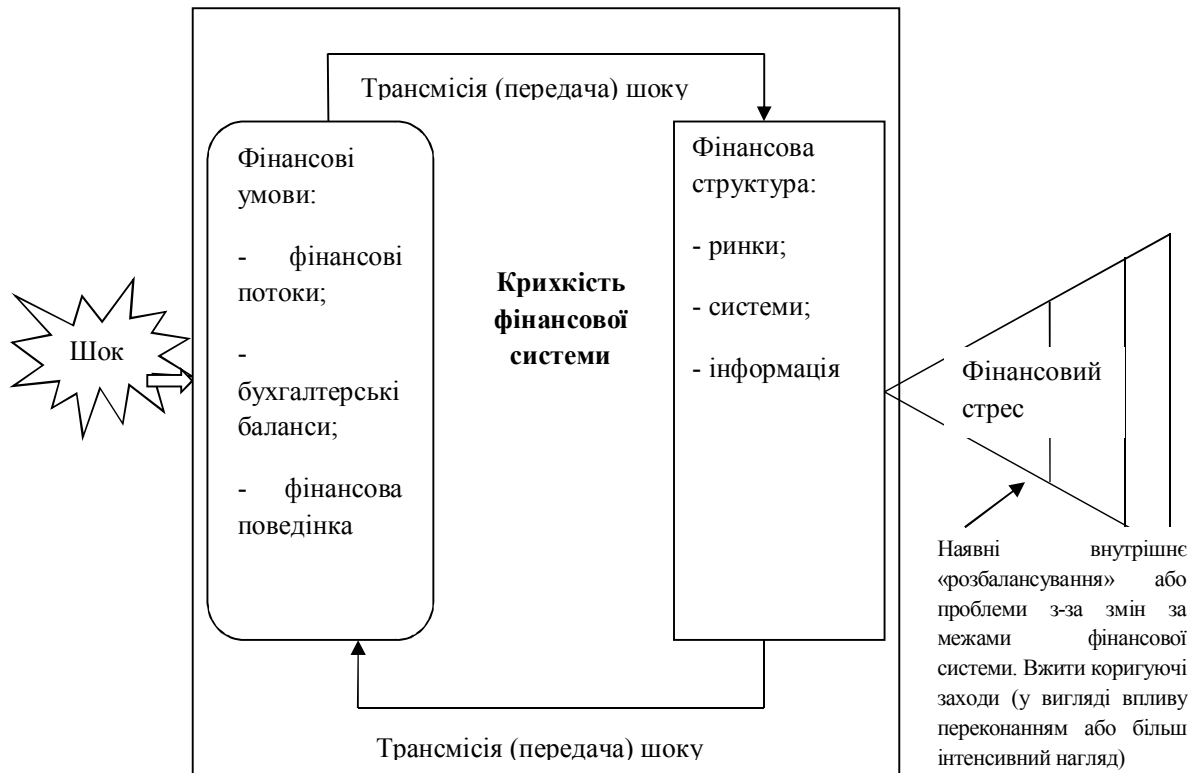 Трансмісія (передача) шоку
Фінансові
умови:
- фінансові
потоки;
-
бухгалтерські
баланси;
- фінансова
поведінка
Крихкість
фінансової
системи
Фінансова
структура:
- ринки;
- системи;
- інформація
Шок
Фінансовий
стрес
Наявні внутрішнє
«розбалансування» або
проблеми з-за змін за
межами фінансової
системи. Вжити коригуючі
заходи (у вигляді впливу
переконанням або більш
інтенсивний нагляд)
Трансмісія (передача) шоку